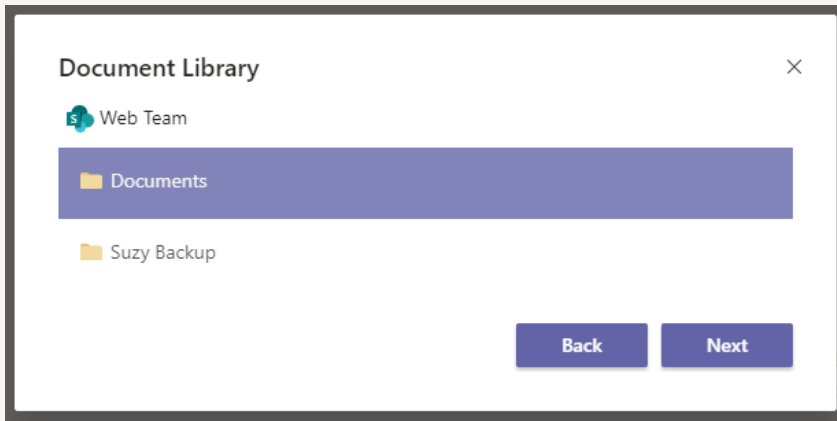 Document Library
S Web Team
Documents
Suzy Backup
Back Next